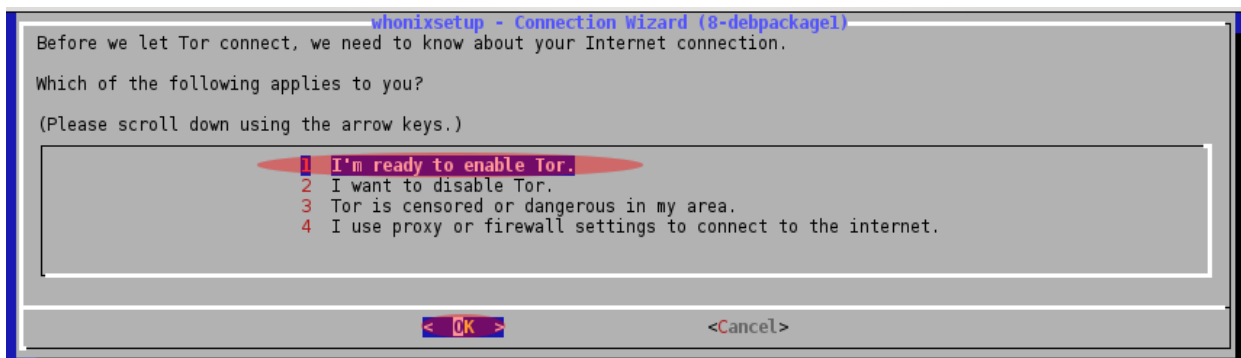 whonixsetup - Connection Wizard (8-debpackage1)
Before we let Tor connect, we need to know about your Internet connection.
Which of the following applies to you?
(Please scroll down using the arrow keys.)
1 I'm ready to enable Tor.
2 I want to disable Tor.
3 Tor is censored or dangerous in my area.
4 I use proxy or firewall settings to connect to the internet.
< OK > <Cancel>